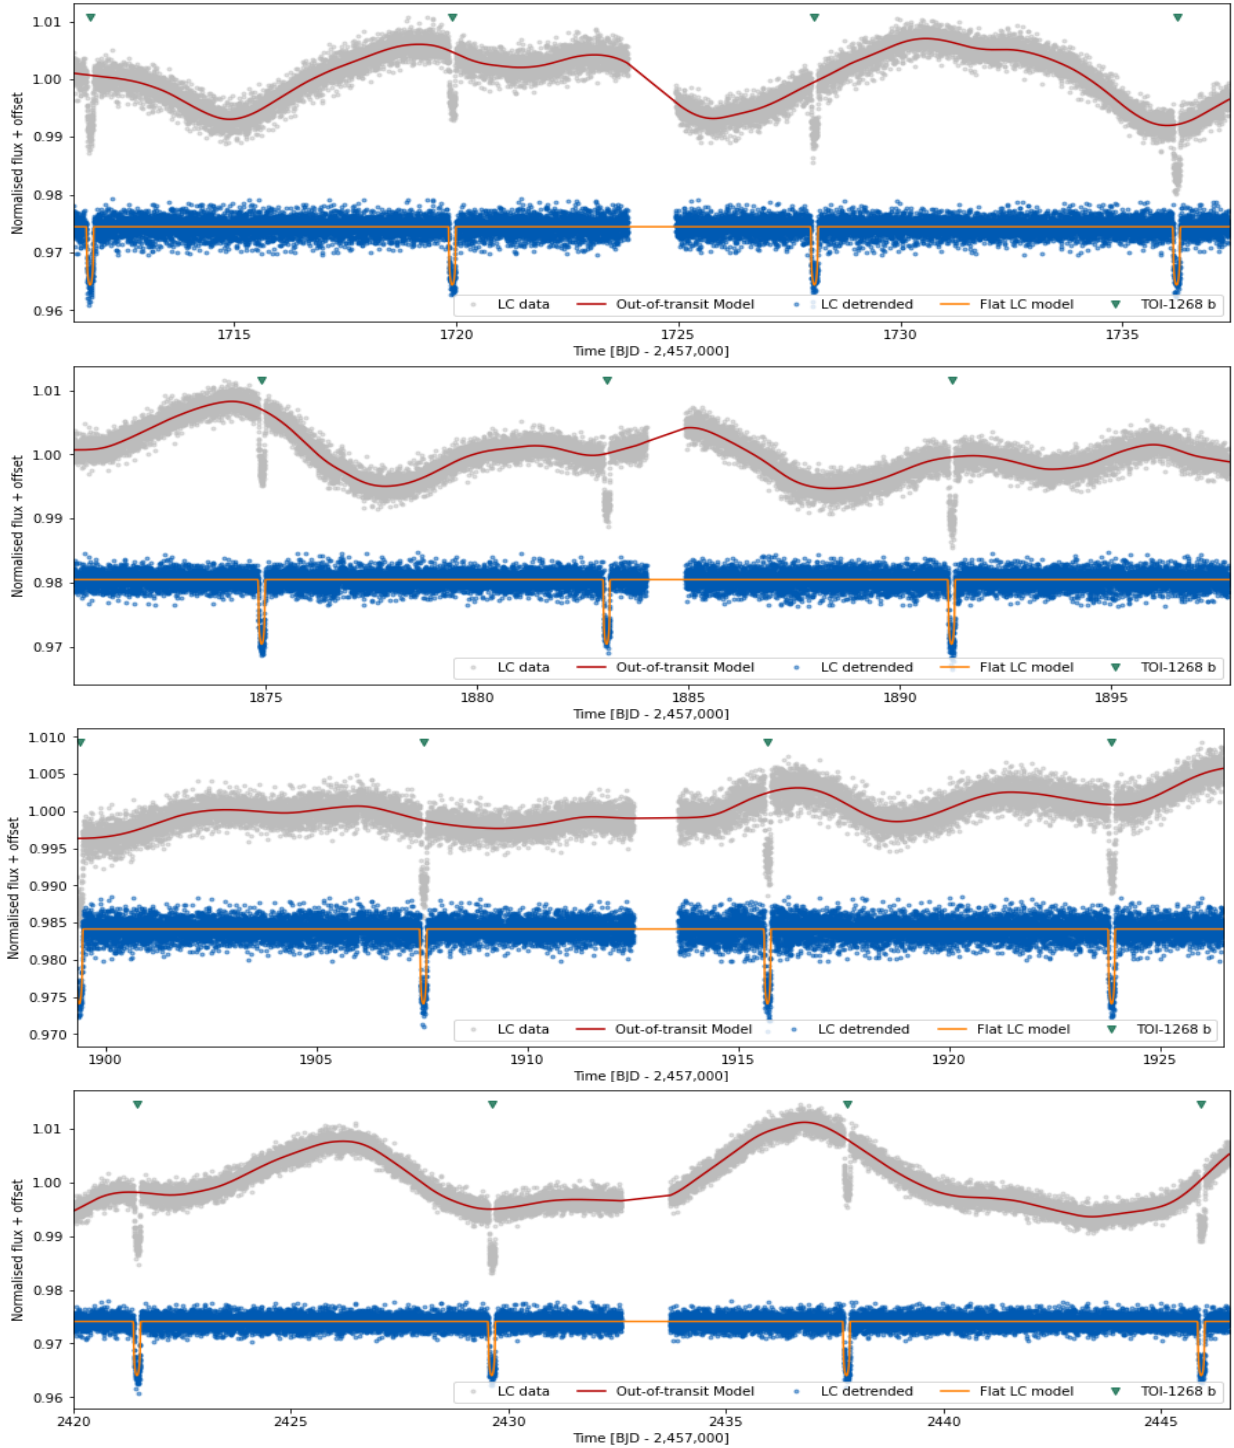 1.01
1.00
0.99
0.98
0.97
0.96
Normalised flux + offset
LC data Out-of-transit Model LC detrended Flat LC model TOI-1268 b
1715 1720 1725 1730 1735
Time [BJD - 2,457,000]
1.01
1.00
0.99
0.98
0.97
Normalised flux + offset
LC data Out-of-transit Model LC detrended Flat LC model TOI-1268 b
1875 1880 1885 1890 1895
Time [BJD - 2,457,000]
1.010
1.005
1.000
0.995
0.990
0.985
0.980
0.975
0.970
Normalised flux + offset
LC data Out-of-transit Model LC detrended Flat LC model TOI-1268 b
1900 1905 1910 1915 1920 1925
Time [BJD - 2,457,000]
1.01
1.00
0.99
0.98
0.97
0.96
Normalised flux + offset
LC data Out-of-transit Model LC detrended Flat LC model TOI-1268 b
2420 2425 2430 2435 2440 2445
Time [BJD - 2,457,000]